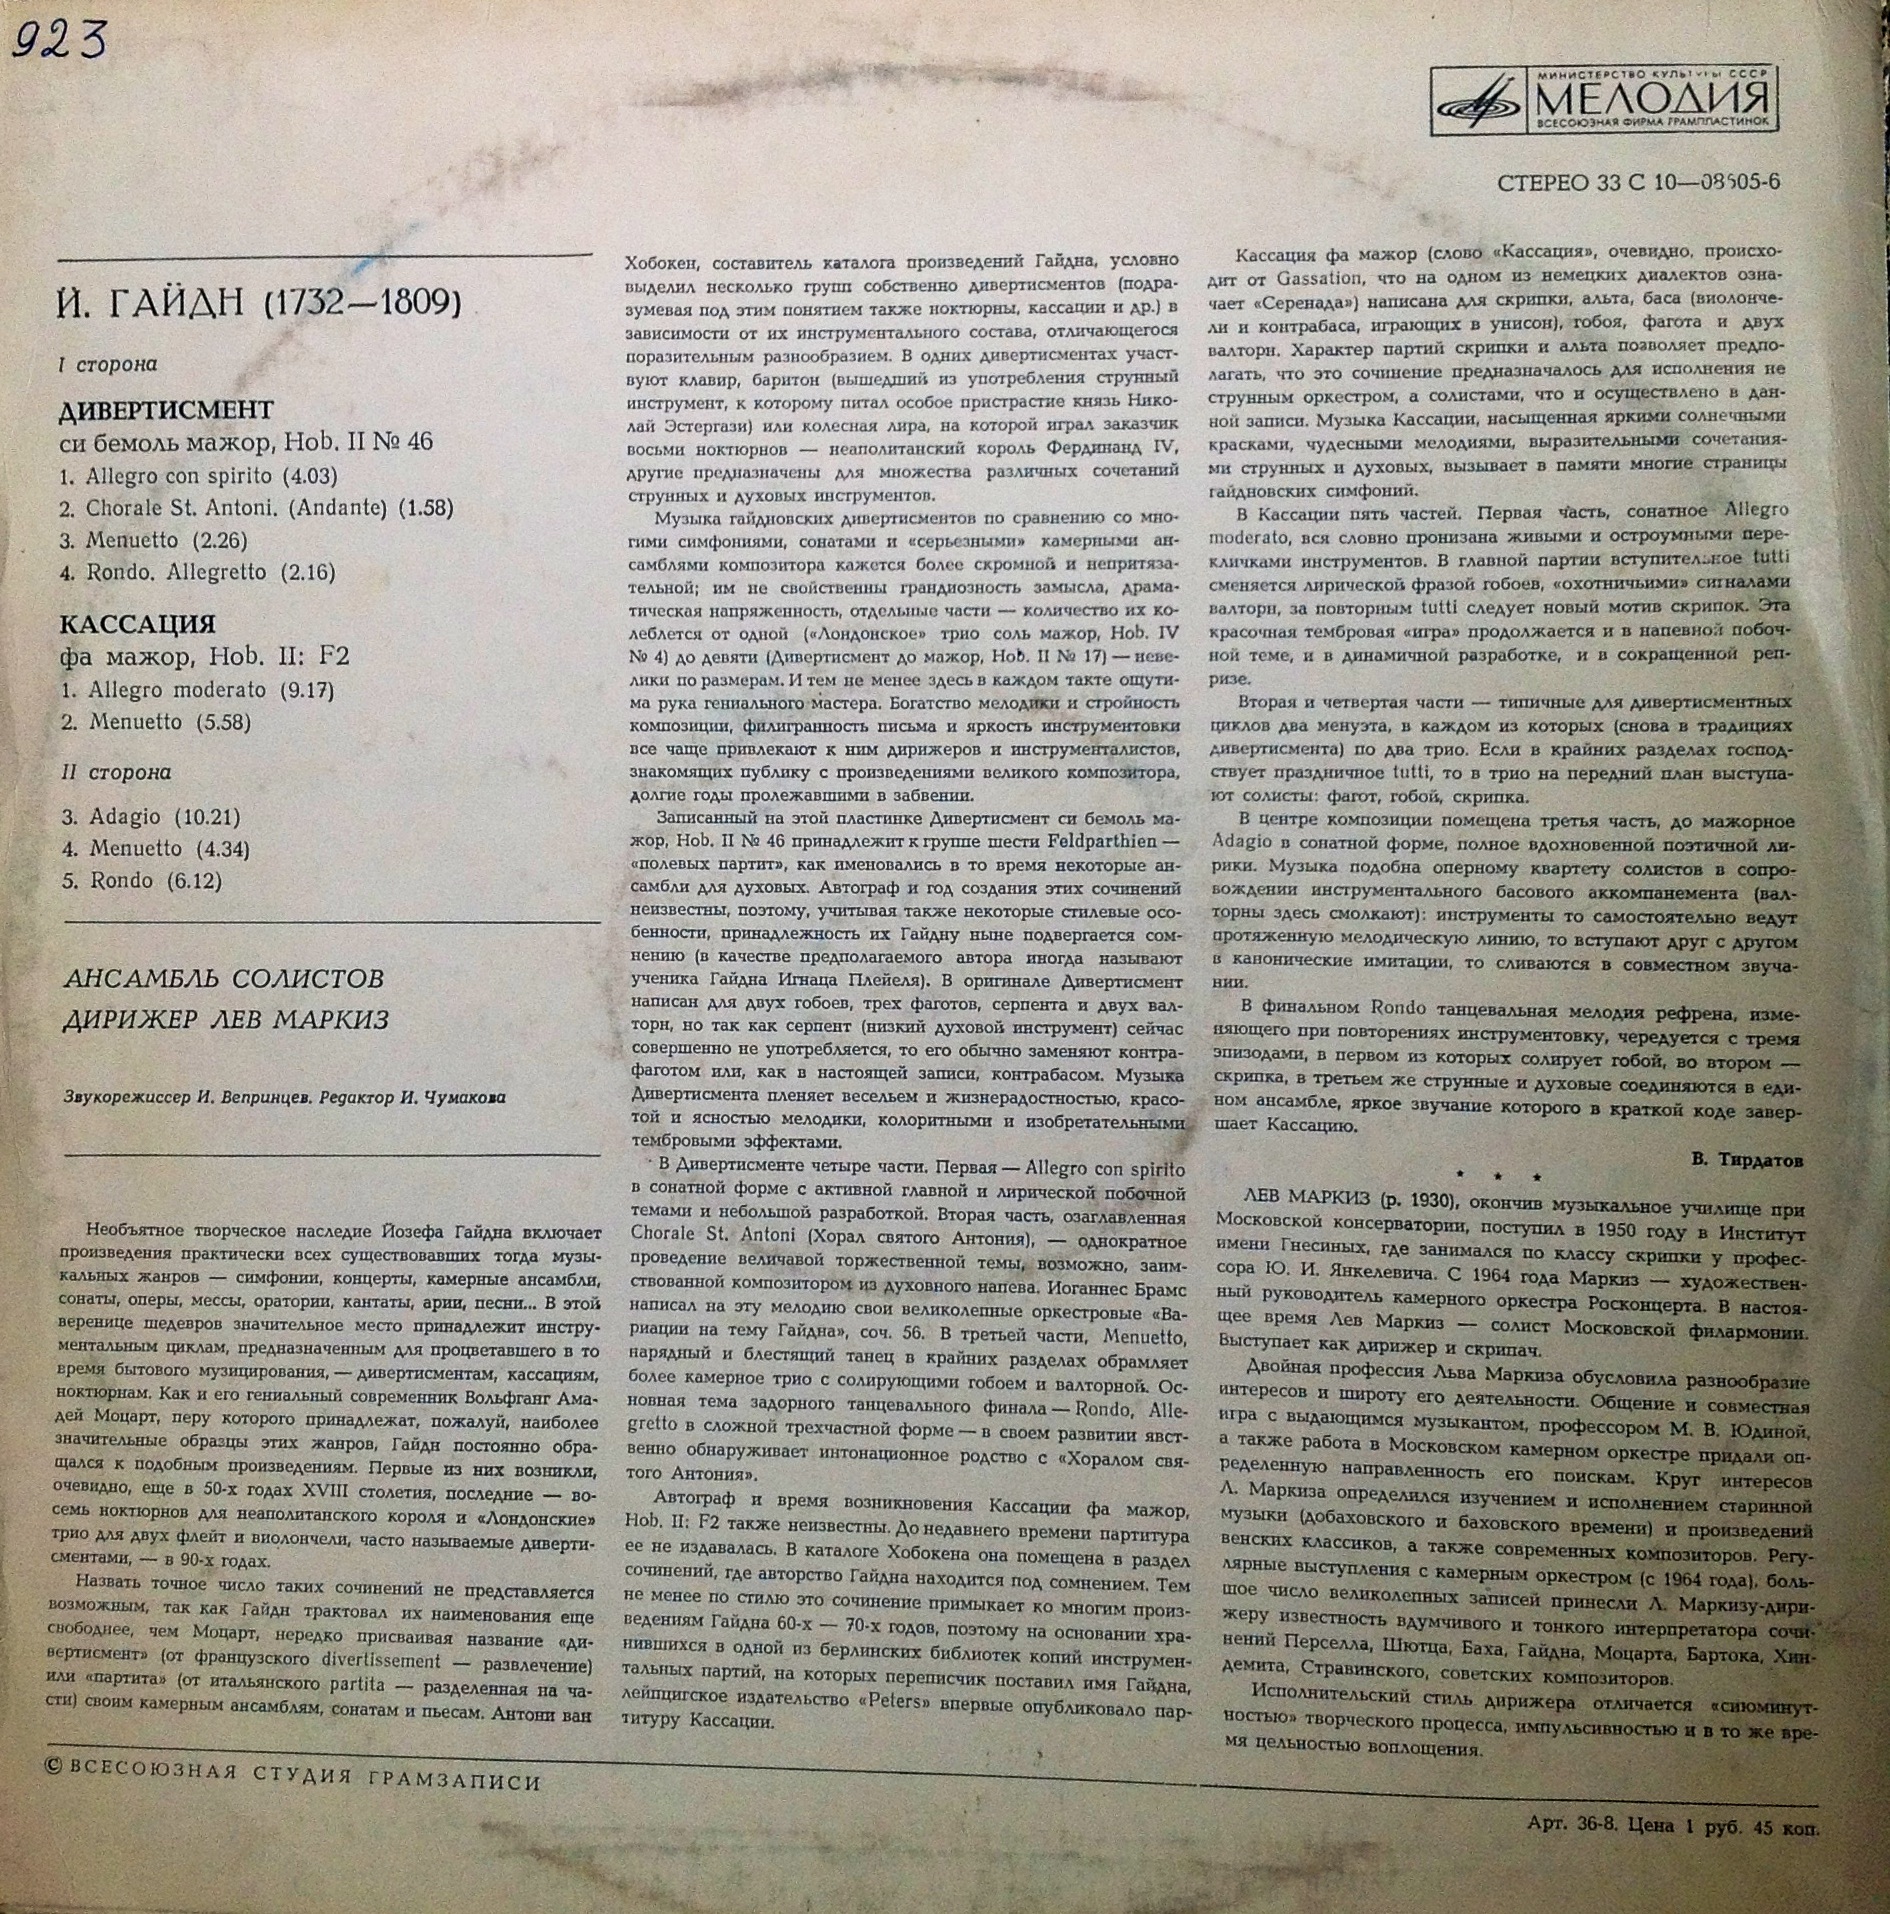 923
МИНИСТЕРСТВО КУЛЬТУРЫ СССР
МЕЛОДИЯ
ВСЕСОЮЗНАЯ ФИРМА ГРАМПЛАСТИНОК
СТЕРЕО 33 С 10—08505-6
Й. ГАЙДН (1732—1809)
I сторона
ДИВЕРТИСМЕНТ
си бемоль мажор, Hob. II № 46
1. Allegro con spirito (4.03)
2. Chorale St. Antoni. (Andante) (1.58)
3. Menuetto (2.26)
4. Rondo. Allegretto (2.16)
КАССАЦИЯ
фа мажор, Hob. II: F2
1. Allegro moderato (9.17)
2. Menuetto (5.58)
II сторона
3. Adagio (10.21)
4. Menuetto (4.34)
5. Rondo (6.12)
АНСАМБЛЬ СОЛИСТОВ
ДИРИЖЕР ЛЕВ МАРКИЗ
Звукорежиссер И. Вепринцев. Редактор И. Чумакова
Необъятное творческое наследие Йозефа Гайдна включает
произведения практически всех существовавших тогда музы-
кальных жанров — симфонии, концерты, камерные ансамбли,
сонаты, оперы, мессы, оратории, кантаты, арии, песни... В этой
веренице шедевров значительное место принадлежит инстру-
ментальным циклам, предназначенным для процветавшего в то
время бытового музицирования, — дивертисментам, кассациям,
ноктюрнам. Как и его гениальный современник Вольфганг Ама-
дей Моцарт, перу которого принадлежат, пожалуй, наиболее
значительные образцы этих жанров, Гайдн постоянно обра-
щался к подобным произведениям. Первые из них возникли,
очевидно, еще в 50-х годах XVIII столетия, последние — во-
семь ноктюрнов для неаполитанского короля и «Лондонские»
трио для двух флейт и виолончели, часто называемые диверти-
сментами, — в 90-х годах.
Назвать точное число таких сочинений не представляется
возможным, так как Гайдн трактовал их наименования еще
свободнее, чем Моцарт, нередко присваивая название «ди-
вертисмент» (от французского divertissement — развлечение)
или «партита» (от итальянского partita — разделенная на ча-
сти) своим камерным ансамблям, сонатам и пьесам. Антони ван
Хобокен, составитель каталога произведений Гайдна, условно
выделил несколько групп собственно дивертисментов (подра-
зумевая под этим понятием также ноктюрны, кассации и др.) в
зависимости от их инструментального состава, отличающегося
поразительным разнообразием. В одних дивертисментах участ-
вуют клавир, баритон (вышедший из употребления струнный
инструмент, к которому питал особое пристрастие князь Нико-
лай Эстергази) или колесная лира, на которой играл заказчик
восьми ноктюрнов — неаполитанский король Фердинанд IV,
другие предназначены для множества различных сочетаний
струнных и духовых инструментов.
Музыка гайдновских дивертисментов по сравнению со мно-
гими симфониями, сонатами и «серьезными» камерными ан-
самблями композитора кажется более скромной и непритяза-
тельной; им не свойственны грандиозность замысла, драма-
тическая напряженность, отдельные части — количество их ко-
леблется от одной («Лондонское» трио соль мажор, Hob. IV
№ 4) до девяти (Дивертисмент до мажор, Hob. II № 17) — неве-
лики по размерам. И тем не менее здесь в каждом такте ощути-
ма рука гениального мастера. Богатство мелодики и стройность
композиции, филигранность письма и яркость инструментовки
все чаще привлекают к ним дирижеров и инструменталистов,
знакомящих публику с произведениями великого композитора,
долгие годы пролежавшими в забвении.
Записанный на этой пластинке Дивертисмент си бемоль ма-
жор, Hob. II № 46 принадлежит к группе шести Feldparthien —
«полевых партит», как именовались в то время некоторые ан-
самбли для духовых. Автограф и год создания этих сочинений
неизвестны, поэтому, учитывая также некоторые стилевые осо-
бенности, принадлежность их Гайдну ныне подвергается сом-
нению (в качестве предполагаемого автора иногда называют
ученика Гайдна Игнаца Плейеля). В оригинале Дивертисмент
написан для двух гобоев, трех фаготов, серпента и двух вал-
торн, но так как серпент (низкий духовой инструмент) сейчас
совершенно не употребляется, то его обычно заменяют контра-
фаготом или, как в настоящей записи, контрабасом. Музыка
Дивертисмента пленяет весельем и жизнерадостностью, красо-
той и ясностью мелодики, колоритными и изобретательными
тембровыми эффектами.
В Дивертисменте четыре части. Первая — Allegro con spirito
в сонатной форме с активной главной и лирической побочной
темами и небольшой разработкой. Вторая часть, озаглавленная
Chorale St. Antoni (Хорал святого Антония), — однократное
проведение величавой торжественной темы, возможно, заим-
ствованной композитором из духовного напева. Иоганнес Брамс
написал на эту мелодию свои великолепные оркестровые «Ва-
риации на тему Гайдна», соч. 56. В третьей части, Menuetto,
нарядный и блестящий танец в крайних разделах обрамляет
более камерное трио с солирующими гобоем и валторной. Ос-
новная тема задорного танцевального финала — Rondo, Alle-
gretto в сложной трехчастной форме — в своем развитии явст-
венно обнаруживает интонационное родство с «Хоралом свя-
того Антония».
Автограф и время возникновения Кассации фа мажор,
Hob. II: F2 также неизвестны. До недавнего времени партитура
ее не издавалась. В каталоге Хобокена она помещена в раздел
сочинений, где авторство Гайдна находится под сомнением. Тем
не менее по стилю это сочинение примыкает ко многим произ-
ведениям Гайдна 60-х — 70-х годов, поэтому на основании хра-
нившихся в одной из берлинских библиотек копий инструмен-
тальных партий, на которых переписчик поставил имя Гайдна,
лейпцигское издательство «Peters» впервые опубликовало пар-
титуру Кассации.
Кассация фа мажор (слово «Кассация», очевидно, происхо-
дит от Gassation, что на одном из немецких диалектов озна-
чает «Серенада») написана для скрипки, альта, баса (виолонче-
ли и контрабаса, играющих в унисон), гобоя, фагота и двух
валторн. Характер партий скрипки и альта позволяет предпо-
лагать, что это сочинение предназначалось для исполнения не
струнным оркестром, а солистами, что и осуществлено в дан-
ной записи. Музыка Кассации, насыщенная яркими солнечными
красками, чудесными мелодиями, выразительными сочетания-
ми струнных и духовых, вызывает в памяти многие страницы
гайдновских симфоний.
В Кассации пять частей. Первая часть, сонатное Allegro
moderato, вся словно пронизана живыми и остроумными пере-
кличками инструментов. В главной партии вступительное tutti
сменяется лирической фразой гобоев, «охотничьими» сигналами
валторн, за повторным tutti следует новый мотив скрипок. Эта
красочная тембровая «игра» продолжается и в напевной побоч-
ной теме, и в динамичной разработке, и в сокращенной реп-
ризе.
Вторая и четвертая части — типичные для дивертисментных
циклов два менуэта, в каждом из которых (снова в традициях
дивертисмента) по два трио. Если в крайних разделах господ-
ствует праздничное tutti, то в трио на передний план выступа-
ют солисты: фагот, гобой, скрипка.
В центре композиции помещена третья часть, до мажорное
Adagio в сонатной форме, полное вдохновенной поэтичной ли-
рики. Музыка подобна оперному квартету солистов в сопро-
вождении инструментального басового аккомпанемента (вал-
торны здесь смолкают): инструменты то самостоятельно ведут
протяженную мелодическую линию, то вступают друг с другом
в канонические имитации, то сливаются в совместном звуча-
нии.
В финальном Rondo танцевальная мелодия рефрена, изме-
няющего при повторениях инструментовку, чередуется с тремя
эпизодами, в первом из которых солирует гобой, во втором —
скрипка, в третьем же струнные и духовые соединяются в еди-
ном ансамбле, яркое звучание которого в краткой коде завер-
шает Кассацию.
В. Тирдатов
* * *
ЛЕВ МАРКИЗ (р. 1930), окончив музыкальное училище при
Московской консерватории, поступил в 1950 году в Институт
имени Гнесиных, где занимался по классу скрипки у профес-
сора Ю. И. Янкелевича. С 1964 года Маркиз — художествен-
ный руководитель камерного оркестра Росконцерта. В настоя-
щее время Лев Маркиз — солист Московской филармонии.
Выступает как дирижер и скрипач.
Двойная профессия Льва Маркиза обусловила разнообразие
интересов и широту его деятельности. Общение и совместная
игра с выдающимся музыкантом, профессором М. В. Юдиной,
а также работа в Московском камерном оркестре придали оп-
ределенную направленность его поискам. Круг интересов
Л. Маркиза определился изучением и исполнением старинной
музыки (добаховского и баховского времени) и произведений
венских классиков, а также современных композиторов. Регу-
лярные выступления с камерным оркестром (с 1964 года), боль-
шое число великолепных записей принесли Л. Маркизу-дири-
жеру известность вдумчивого и тонкого интерпретатора сочи-
нений Перселла, Шютца, Баха, Гайдна, Моцарта, Бартока, Хин-
демита, Стравинского, советских композиторов.
Исполнительский стиль дирижера отличается «сиюминут-
ностью» творческого процесса, импульсивностью и в то же вре-
мя цельностью воплощения.
© ВСЕСОЮЗНАЯ СТУДИЯ ГРАМЗАПИСИ
Арт. 36-8. Цена 1 руб. 45 коп.